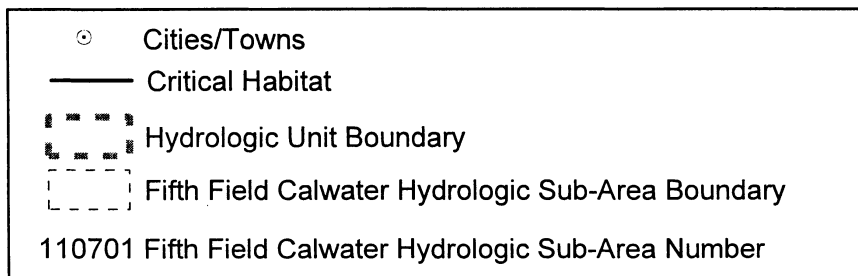 Cities/Towns
Critical Habitat
Hydrologic Unit Boundary
Fifth Field Calwater Hydrologic Sub-Area Boundary
110701 Fifth Field Calwater Hydrologic Sub-Area Number